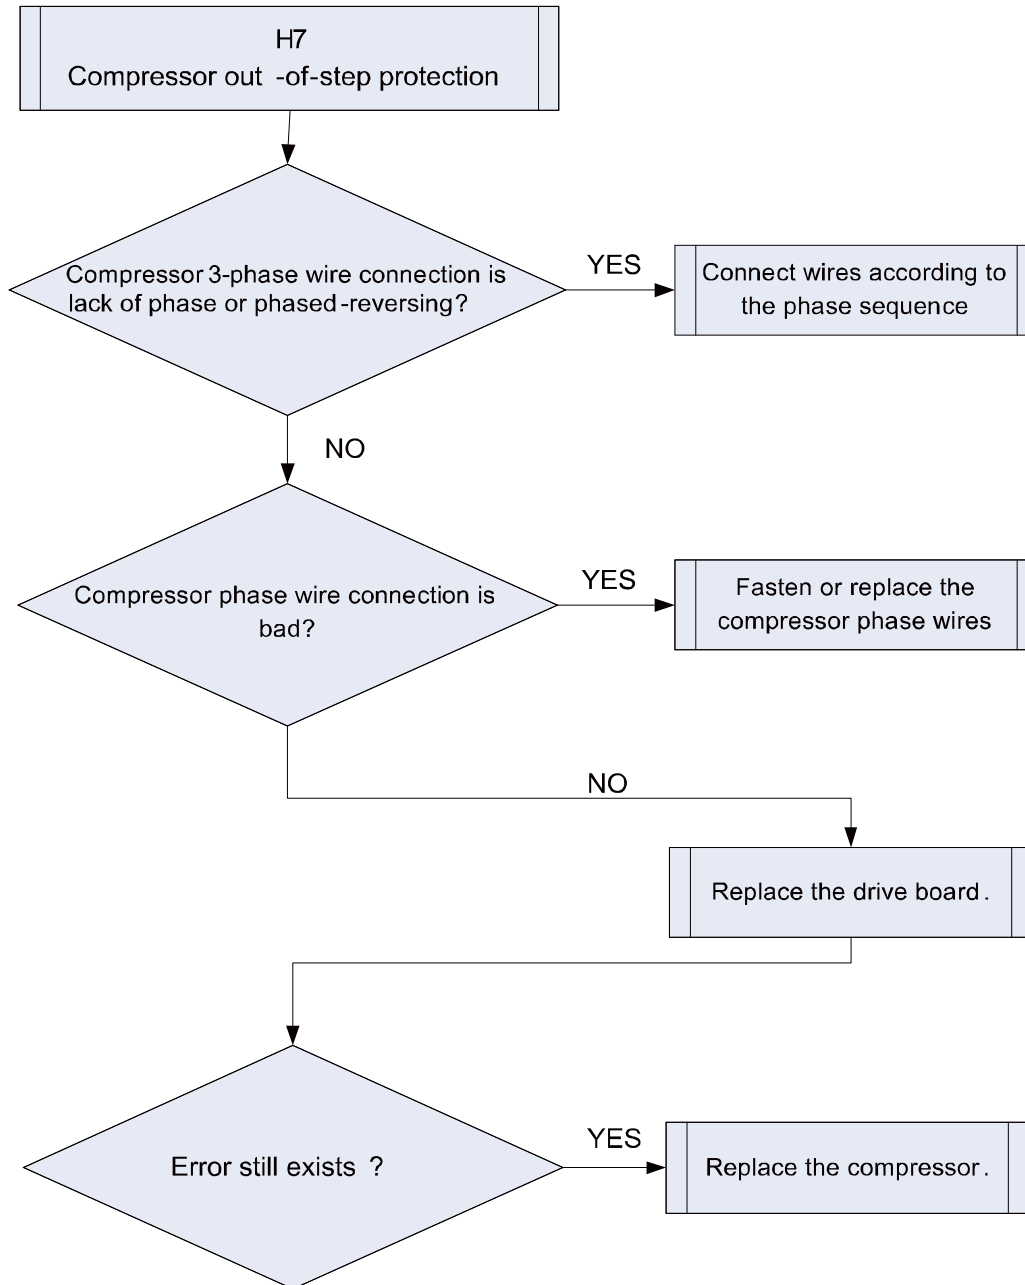 H7
Compressor out -of-step protection
Compressor 3-phase wire connection is
lack of phase or phased-reversing?
YES
Connect wires according to
the phase sequence
NO
Compressor phase wire connection is
bad?
YES
Fasten or replace the
compressor phase wires
NO
Replace the drive board.
Error still exists ?
YES
Replace the compressor.